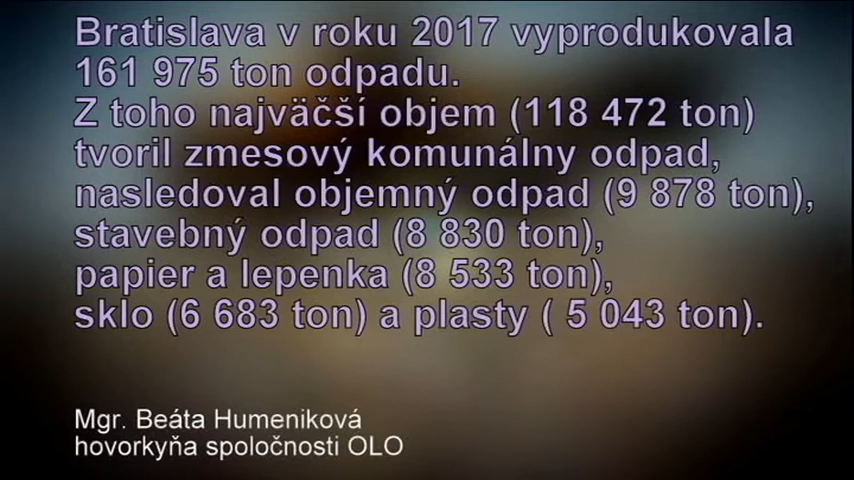 Bratislava v roku 2017 vyprodukovala
161 975 ton odpadu.
Z toho najväčší objem (118 472 ton)
tvoril zmesový komunálny odpad,
nasledoval objemný odpad (9 878 ton),
stavebný odpad (8 830 ton),
papier a lepenka (8 533 ton),
sklo (6 683 ton) a plasty ( 5 043 ton).
Mgr. Beáta Humeniková
hovorkyňa spoločnosti OLO